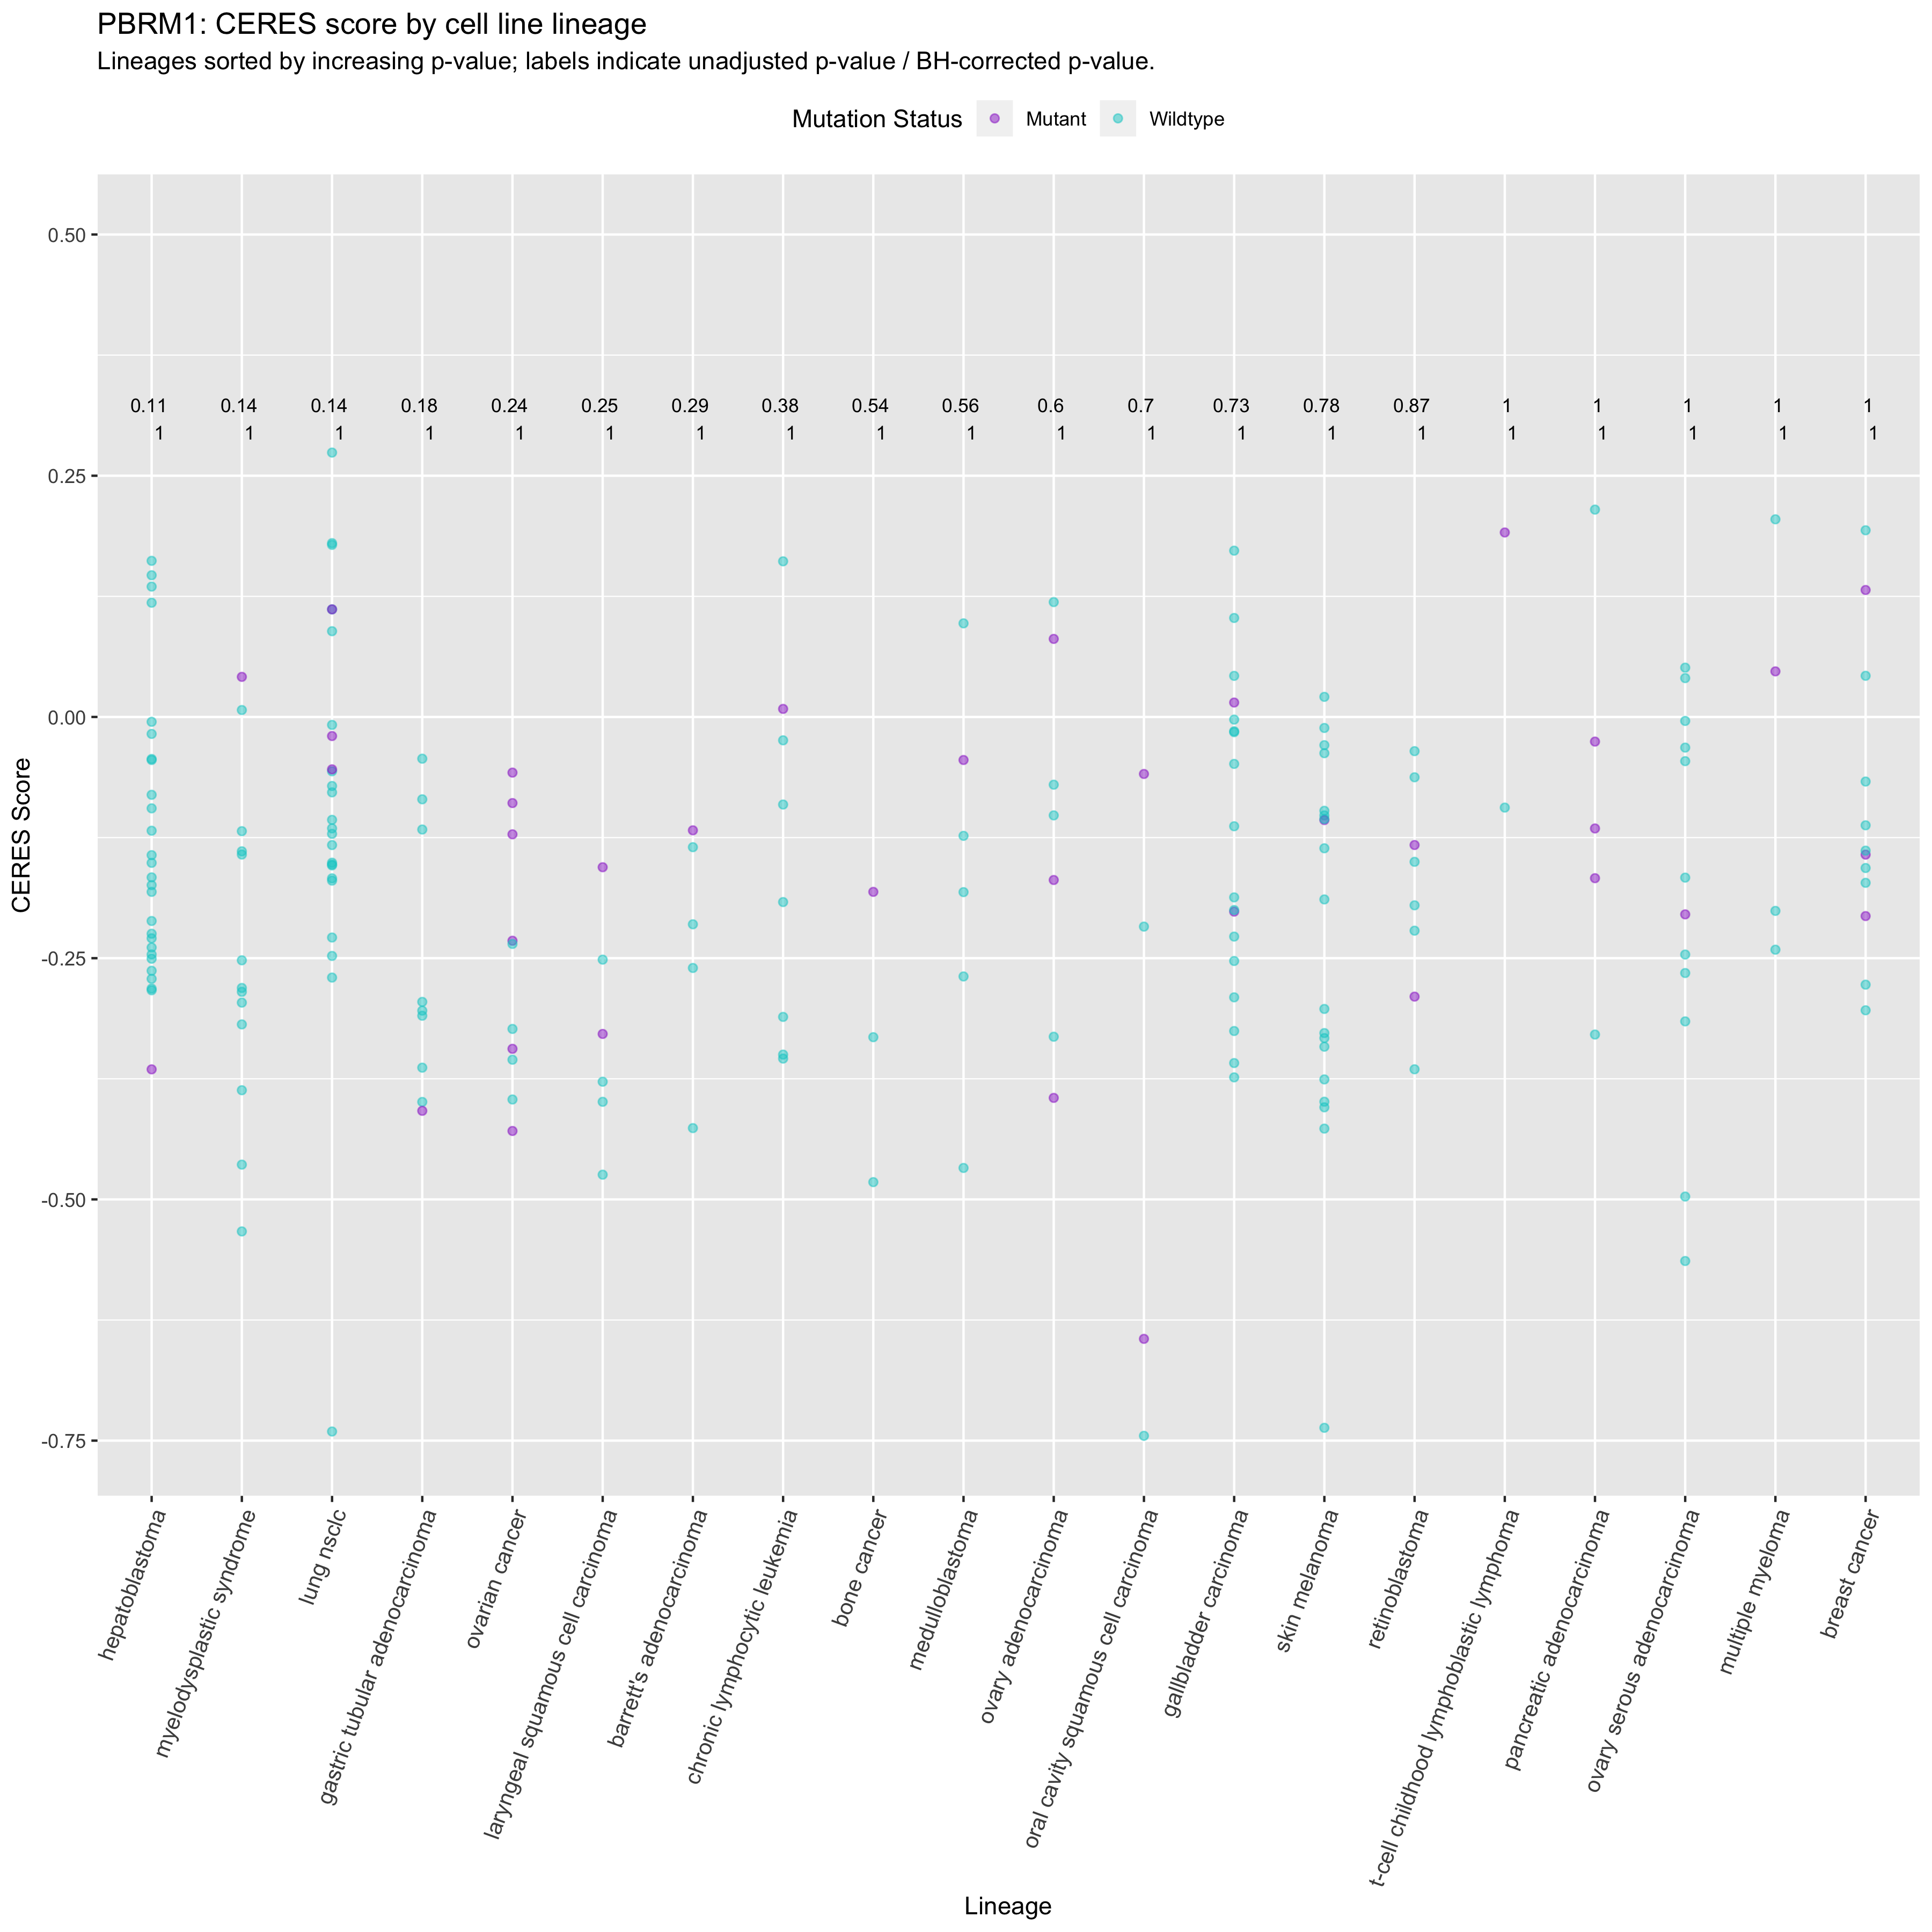 PBRM1: CERES score by cell line lineage
Lineages sorted by increasing p-value; labels indicate unadjusted p-value / BH-corrected p-value.
Mutation Status Mutant Wildtype
0.50
0.11 0.14 0.14 0.18 0.24 0.25 0.29 0.38 0.54 0.56 0.6 0.7 0.73 0.78 0.87 1 1 1 1 1
1 1 1 1 1 1 1 1 1 1 1 1 1 1 1 1 1 1 1 1
0.25
0.00
-0.25
-0.50
-0.75
CERES Score
hepatoblastoma
myelodysplastic syndrome
lung nsclc
gastric tubular adenocarcinoma
ovarian cancer
laryngeal squamous cell carcinoma
barrett's adenocarcinoma
chronic lymphocytic leukemia
bone cancer
medulloblastoma
ovary adenocarcinoma
oral cavity squamous cell carcinoma
gallbladder carcinoma
skin melanoma
retinoblastoma
t-cell childhood lymphoblastic lymphoma
pancreatic adenocarcinoma
ovary serous adenocarcinoma
multiple myeloma
breast cancer
Lineage